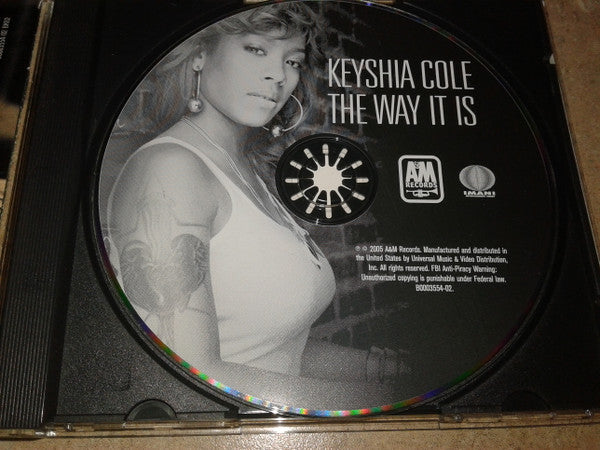 KEYSHIA COLE
THE WAY IT IS
A&M
RECORDS
IMANI
℗ © 2005 A&M Records. Manufactured and distributed in
the United States by Universal Music & Video Distribution,
Inc. All rights reserved. FBI Anti-Piracy Warning:
Unauthorized copying is punishable under Federal law.
B0003554-02.